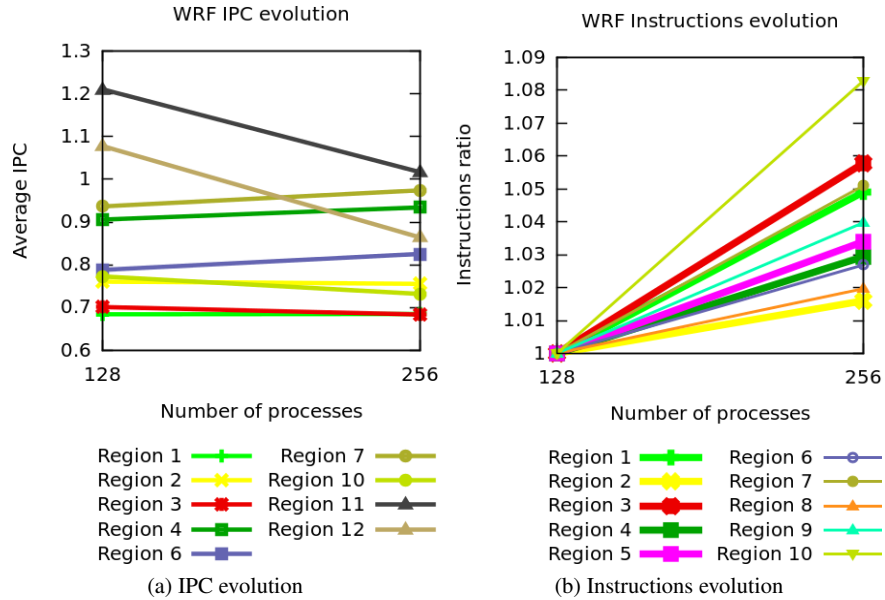 WRF IPC evolution
1.3
1.2
1.1
1
0.9
0.8
0.7
0.6
Average IPC
128
256
Number of processes
Region 1
Region 2
Region 3
Region 4
Region 6
Region 7
Region 10
Region 11
Region 12
(a) IPC evolution
WRF Instructions evolution
1.09
1.08
1.07
1.06
1.05
1.04
1.03
1.02
1.01
1
Instructions ratio
128
256
Number of processes
Region 1
Region 2
Region 3
Region 4
Region 5
Region 6
Region 7
Region 8
Region 9
Region 10
(b) Instructions evolution